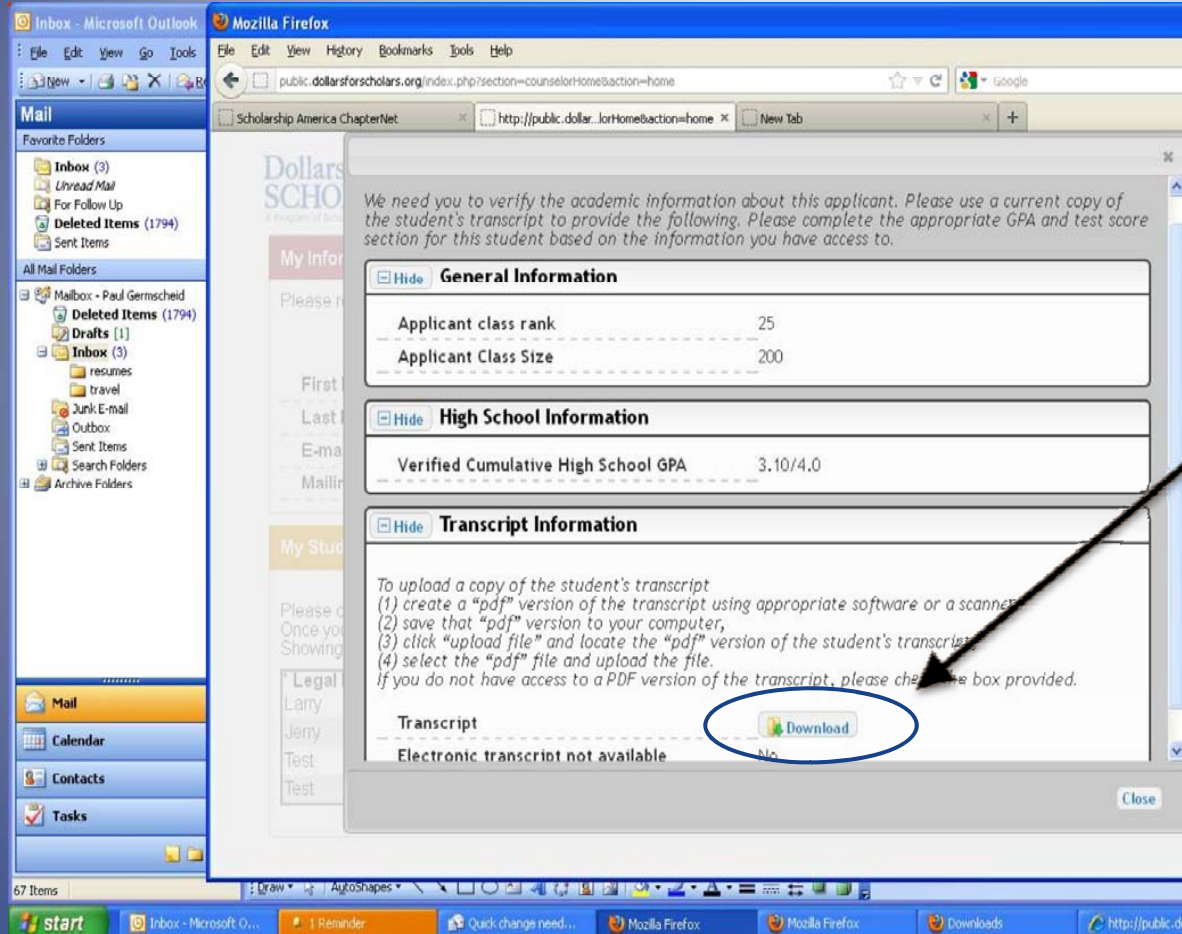 Inbox - Microsoft Outlook
File Edit View Go Tools
New
Mail
Favorite Folders
Inbox (3)
Unread Mail
For Follow Up
Deleted Items (1794)
Sent Items
All Mail Folders
Mailbox - Paul Germscheid
Deleted Items (1794)
Drafts [1]
Inbox (3)
resumes
travel
Junk E-mail
Outbox
Sent Items
Search Folders
Archive Folders
Mail
Calendar
Contacts
Tasks
67 Items
Mozilla Firefox
File Edit View History Bookmarks Tools Help
public.dollarsforscholars.org/index.php?section=counselorHome&action=home
Google
Scholarship America ChapterNet
http://public.dollar...lorHome&action=home
New Tab
Dollars
SCHO
My Infor
Please r
First
Last
E-ma
Mailin
My Stud
Please c
Once you
Showing
* Legal
Larry
Jerry
Test
Test
We need you to verify the academic information about this applicant. Please use a current copy of
the student's transcript to provide the following. Please complete the appropriate GPA and test score
section for this student based on the information you have access to.
Hide General Information
Applicant class rank 25
Applicant Class Size 200
Hide High School Information
Verified Cumulative High School GPA 3.10/4.0
Hide Transcript Information
To upload a copy of the student's transcript
(1) create a "pdf" version of the transcript using appropriate software or a scanner
(2) save that "pdf" version to your computer,
(3) click "upload file" and locate the "pdf" version of the student's transcript
(4) select the "pdf" file and upload the file.
If you do not have access to a PDF version of the transcript, please box provided.
Transcript Download
Electronic transcript not available No
Close
Draw AutoShapes
start
Inbox - Microsoft O...
1 Reminder
Quick change need...
Mozilla Firefox
Mozilla Firefox
Downloads
http://public.d